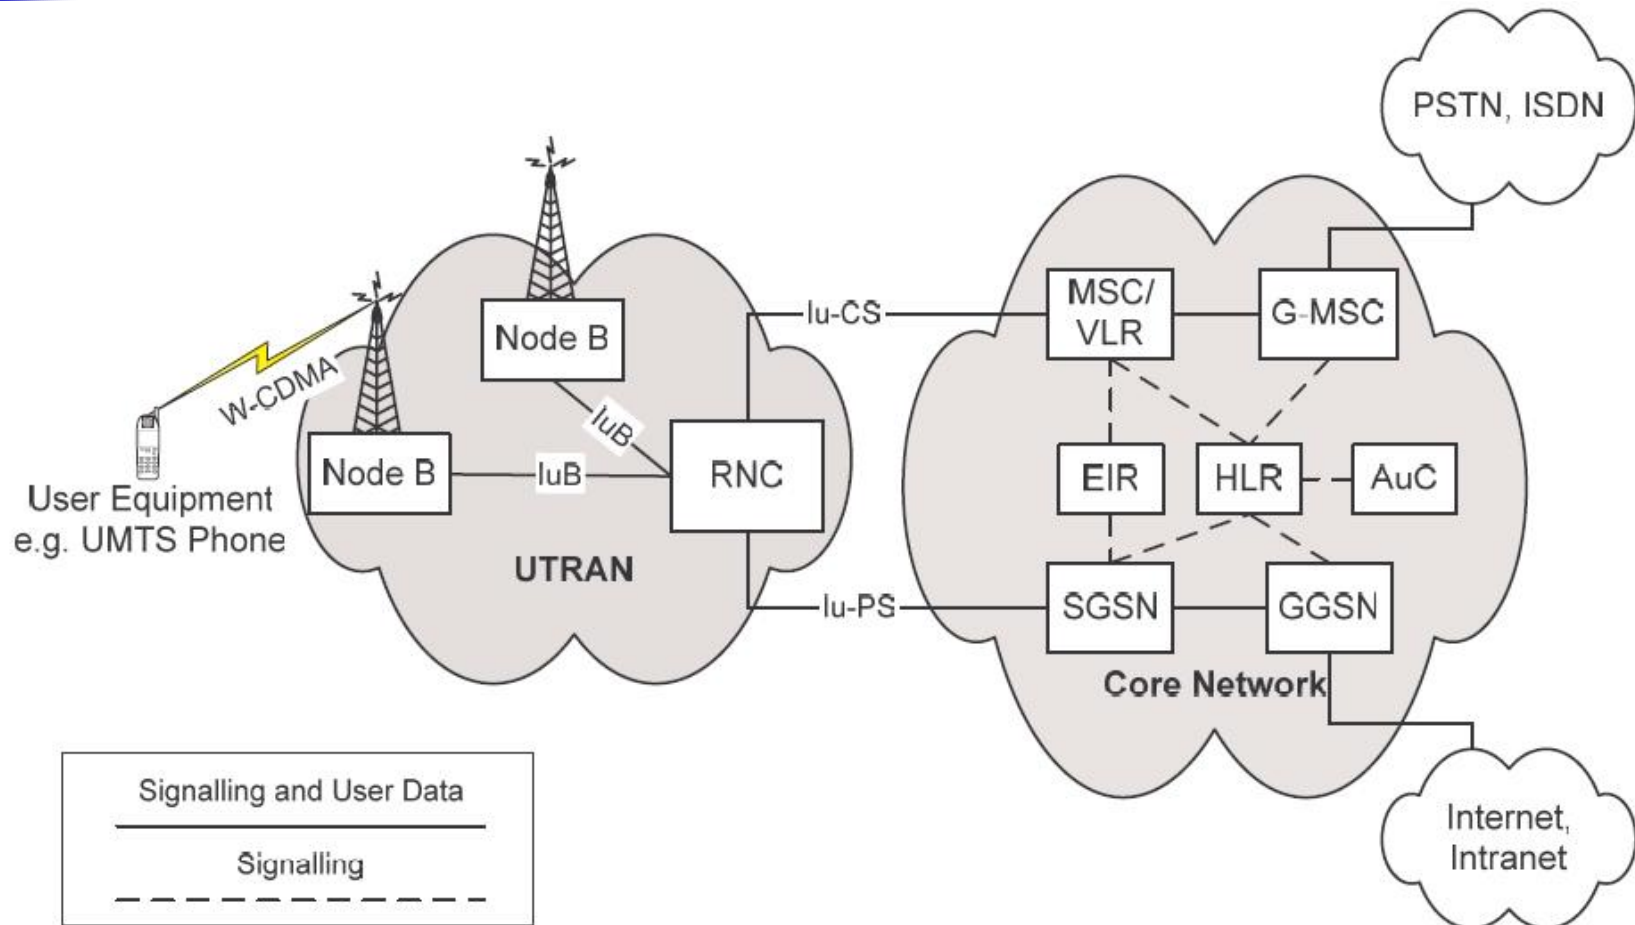 PSTN, ISDN
Node B
Iu-CS
MSC/
VLR
G-MSC
W-CDMA
IuB
Node B
IuB
RNC
EIR
HLR
AuC
User Equipment
e.g. UMTS Phone
UTRAN
Iu-PS
SGSN
GGSN
Core Network
Signalling and User Data
Signalling
Internet,
Intranet